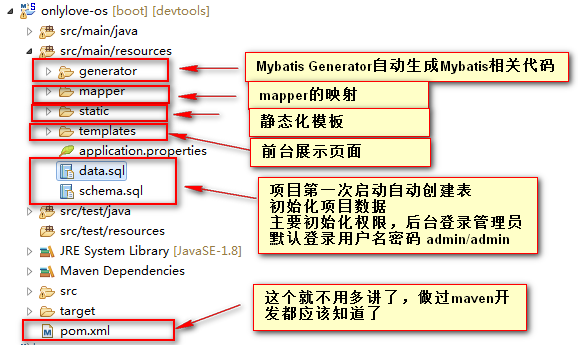 onlylove-os [boot] [devtools]
src/main/java
src/main/resources
generator
Mybatis Generator自动生成Mybatis相关代码
mapper
mapper的映射
static
静态化模板
templates
前台展示页面
application.properties
data.sql
schema.sql
项目第一次启动自动创建表
初始化项目数据
主要初始化权限，后台登录管理员
默认登录用户名密码 admin/admin
src/test/java
src/test/resources
JRE System Library [JavaSE-1.8]
Maven Dependencies
src
target
pom.xml
这个就不用多讲了，做过maven开
发都应该知道了